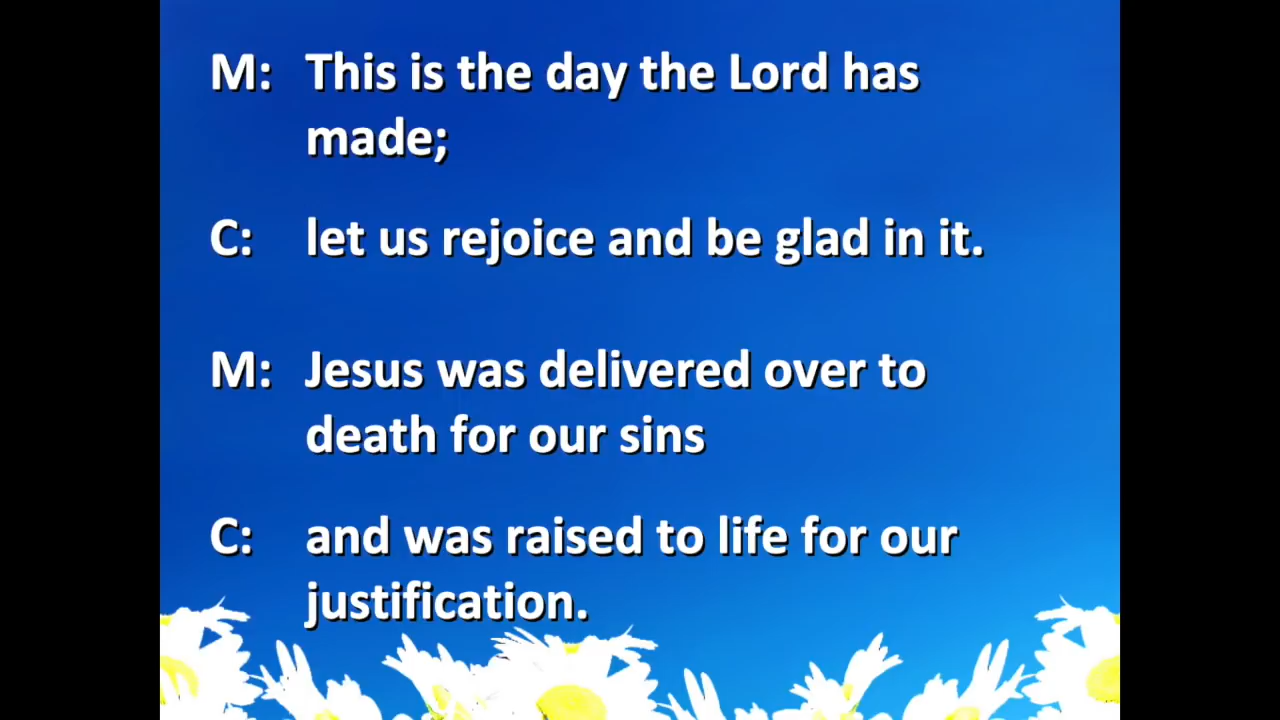 M: This is the day the Lord has
made;
C: let us rejoice and be glad in it.
M: Jesus was delivered over to
death for our sins
C: and was raised to life for our
justification.